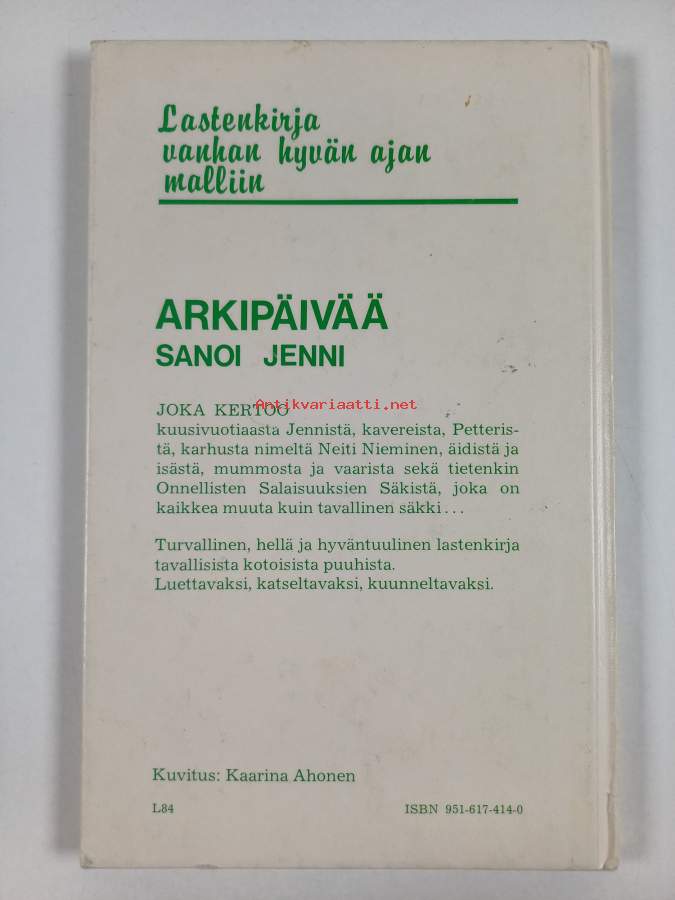 Lastenkirja
vanhan hyvän ajan
malliin
ARKIPÄIVÄÄ
SANOI JENNI
JOKA KERTOO
Antikvariaatti.net
kuusivuotiaasta Jennistä, kavereista, Petteris-
tä, karhusta nimeltä Neiti Nieminen, äidistä ja
isästä, mummosta ja vaarista sekä tietenkin
Onnellisten Salaisuuksien Säkistä, joka on
kaikkea muuta kuin tavallinen säkki...
Turvallinen, hellä ja hyväntuulinen lastenkirja
tavallisista kotoisista puuhista.
Luettavaksi, katseltavaksi, kuunneltavaksi.
Kuvitus: Kaarina Ahonen
L84 ISBN 951-617-414-0